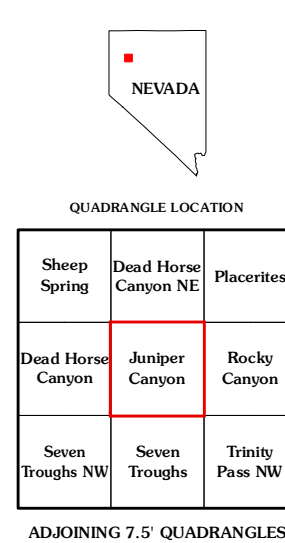 NEVADA
QUADRANGLE LOCATION
Sheep
Spring
Dead Horse
Canyon NE
Placerites
Dead Horse
Canyon
Juniper
Canyon
Rocky
Canyon
Seven
Troughs NW
Seven
Troughs
Trinity
Pass NW
ADJOINING 7.5' QUADRANGLES